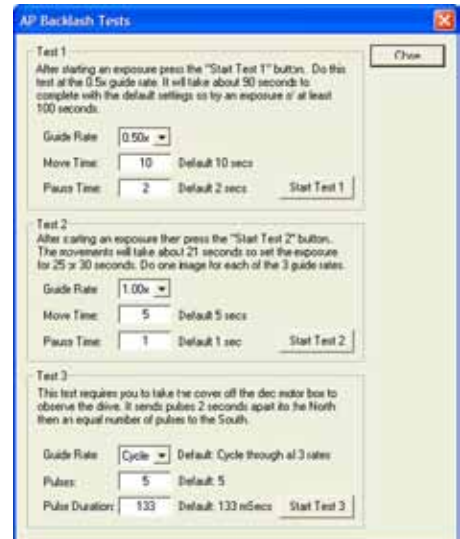 AP Backlash Tests
Close
Test 1
After starting an exposure press the "Start Test 1" button. Do this
test at the 0.5x guide rate. It will take about 90 seconds to
complete with the default settings so try an exposure of at least
100 seconds.
Guide Rate 0.50x
Move Time: 10 Default 10 secs
Pause Time: 2 Default 2 secs Start Test 1
Test 2
After starting an exposure then press the "Start Test 2" button.
The movements will take about 21 seconds so set the exposure
for 25 or 30 seconds. Do one image for each of the 3 guide rates.
Guide Rate 1.00x
Move Time: 5 Default 5 secs
Pause Time: 1 Default 1 sec Start Test 2
Test 3
This test requires you to take the cover off the dec motor box to
observe the drive. It sends pulses 2 seconds apart to the North
then an equal number of pulses to the South.
Guide Rate Cycle Default: Cycle through all 3 rates
Pulses: 5 Default: 5
Pulse Duration: 133 Default: 133 mSecs Start Test 3